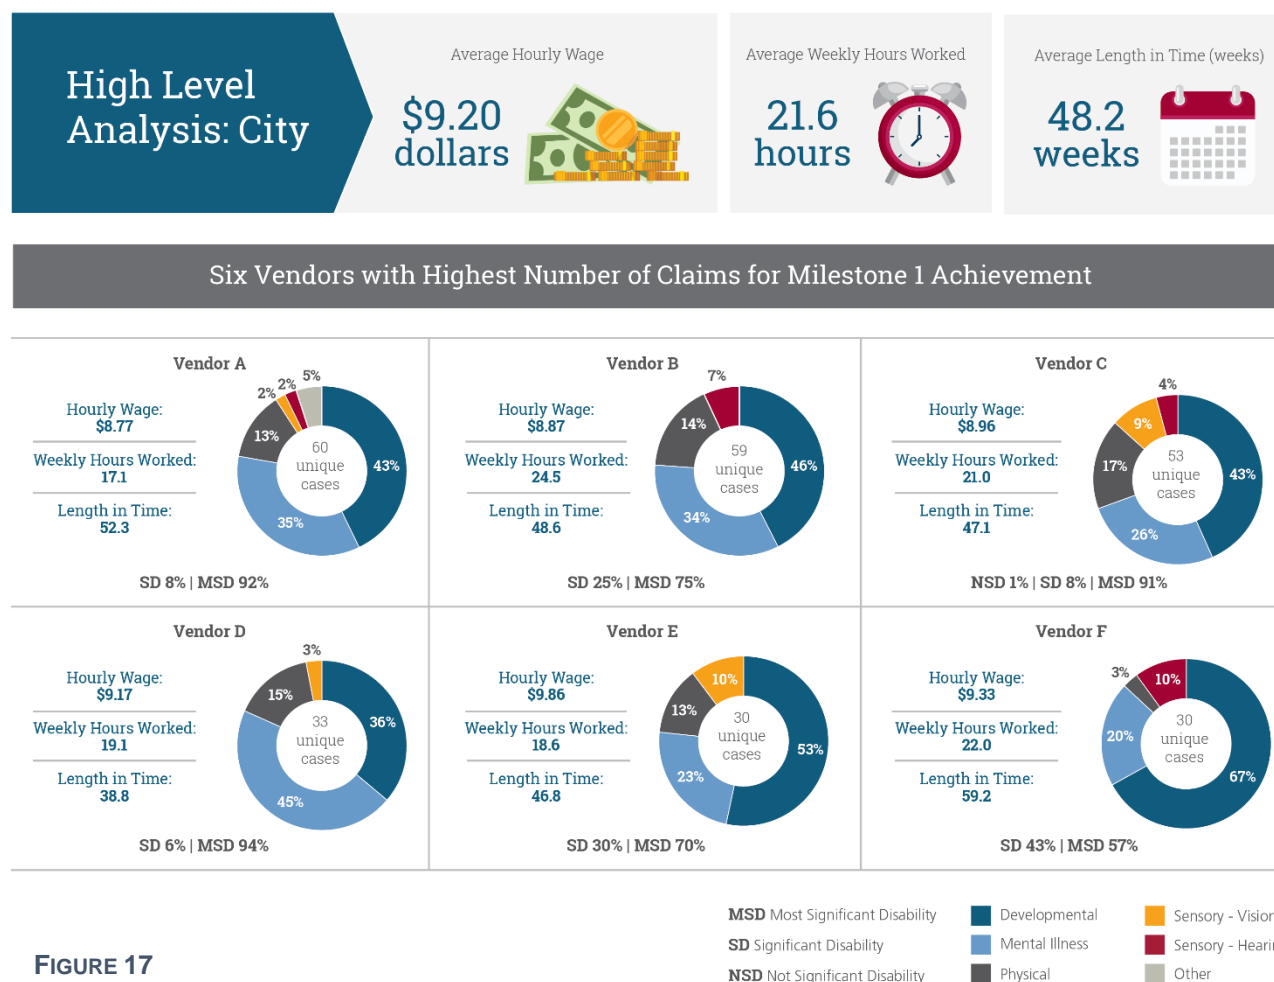 High Level
Analysis: City
Average Hourly Wage
$9.20
dollars
Average Weekly Hours Worked
21.6
hours
Average Length in Time (weeks)
48.2
weeks
Six Vendors with Highest Number of Claims for Milestone 1 Achievement
Vendor A
Hourly Wage:
$8.77
Weekly Hours Worked:
17.1
Length in Time:
52.3
2%
2%
5%
13%
43%
35%
60
unique
cases
SD 8% | MSD 92%
Vendor B
Hourly Wage:
$8.87
Weekly Hours Worked:
24.5
Length in Time:
48.6
7%
14%
46%
34%
59
unique
cases
SD 25% | MSD 75%
Vendor C
Hourly Wage:
$8.96
Weekly Hours Worked:
21.0
Length in Time:
47.1
4%
9%
17%
43%
26%
53
unique
cases
NSD 1% | SD 8% | MSD 91%
Vendor D
Hourly Wage:
$9.17
Weekly Hours Worked:
19.1
Length in Time:
38.8
3%
15%
36%
45%
33
unique
cases
SD 6% | MSD 94%
Vendor E
Hourly Wage:
$9.86
Weekly Hours Worked:
18.6
Length in Time:
46.8
10%
13%
53%
23%
30
unique
cases
SD 30% | MSD 70%
Vendor F
Hourly Wage:
$9.33
Weekly Hours Worked:
22.0
Length in Time:
59.2
3%
10%
20%
67%
30
unique
cases
SD 43% | MSD 57%
MSD Most Significant Disability
SD Significant Disability
NSD Not Significant Disability
Developmental
Mental Illness
Physical
Sensory - Visior
Sensory - Heari
Other
FIGURE 17